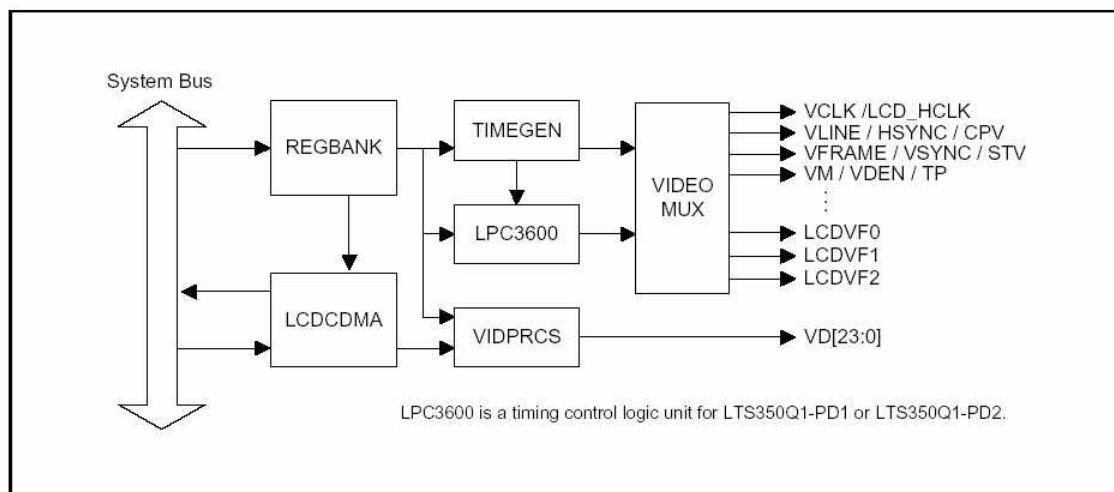 System Bus
REGBANK
TIMEGEN
LPC3600
VIDEO
MUX
LCDCDMA
VIDPRCS
VCLK /LCD_HCLK
VLINE / HSYNC / CPV
VFRAME / VSYNC / STV
VM / VDEN / TP
LCDVF0
LCDVF1
LCDVF2
VD[23:0]
LPC3600 is a timing control logic unit for LTS350Q1-PD1 or LTS350Q1-PD2.